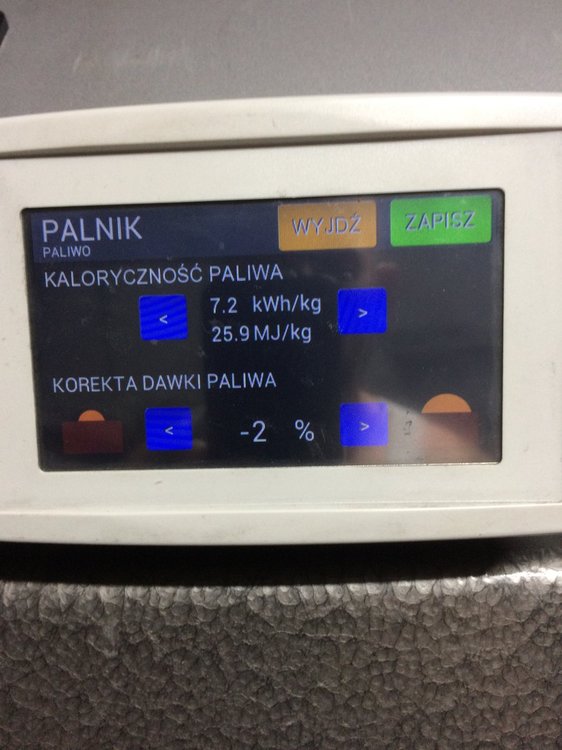 PALNIK
PALIWO
WYJDŹ
ZAPISZ
KALORYCZNOŚĆ PALIWA
< 7.2 kWh/kg >
25.9 MJ/kg
KOREKTA DAWKI PALIWA
< -2 % >